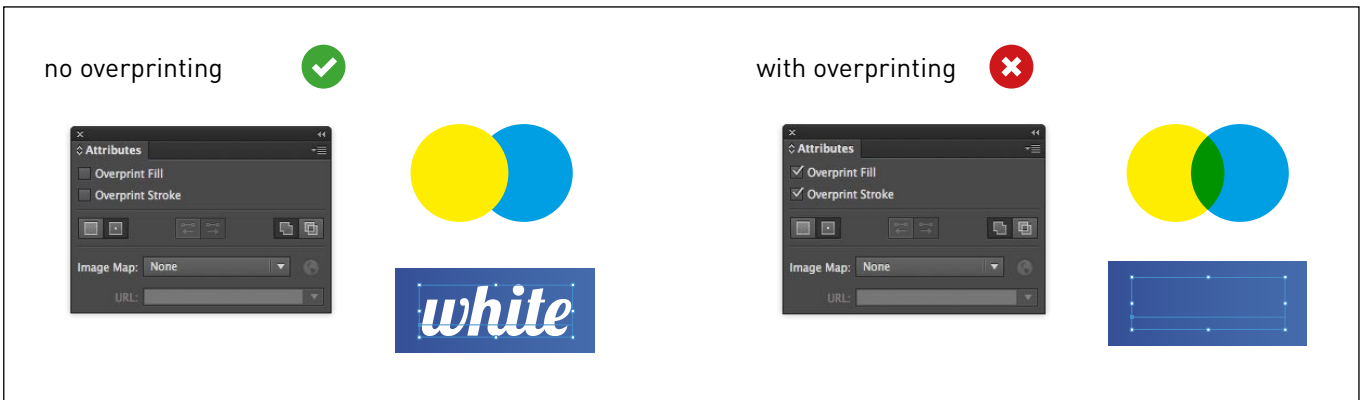 no overprinting
Attributes
Overprint Fill
Overprint Stroke
Image Map: None
URL:
white
with overprinting
Attributes
Overprint Fill
Overprint Stroke
Image Map: None
URL: